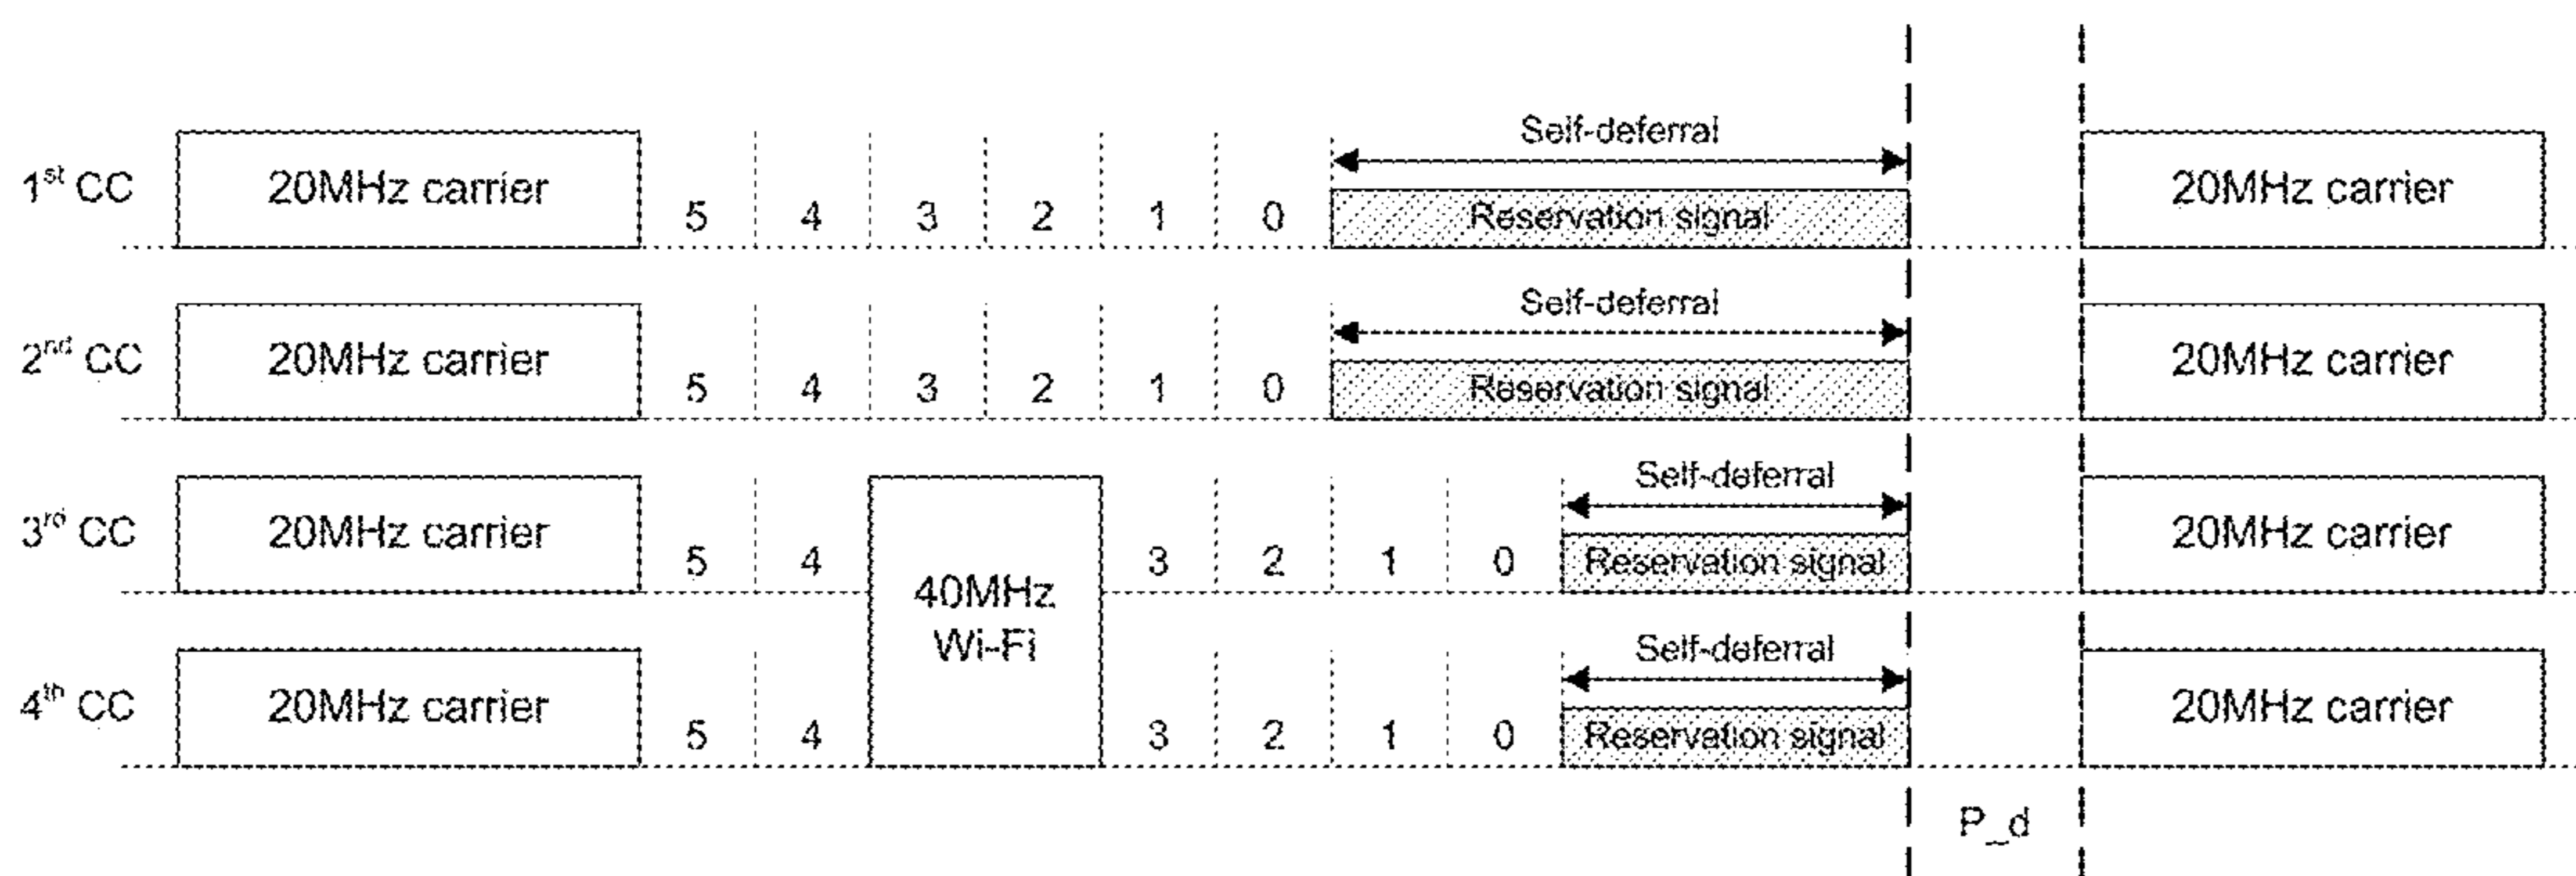 Self-deferral
1st CC 20MHz carrier 5 4 3 2 1 0 Reservation signal 20MHz carrier
Self-deferral
2nd CC 20MHz carrier 5 4 3 2 1 0 Reservation signal 20MHz carrier
Self-deferral
3rd CC 20MHz carrier 5 4 3 2 1 0 Reservation signal 20MHz carrier
40MHz
Wi-Fi
Self-deferral
4th CC 20MHz carrier 5 4 3 2 1 0 Reservation signal 20MHz carrier
P_d